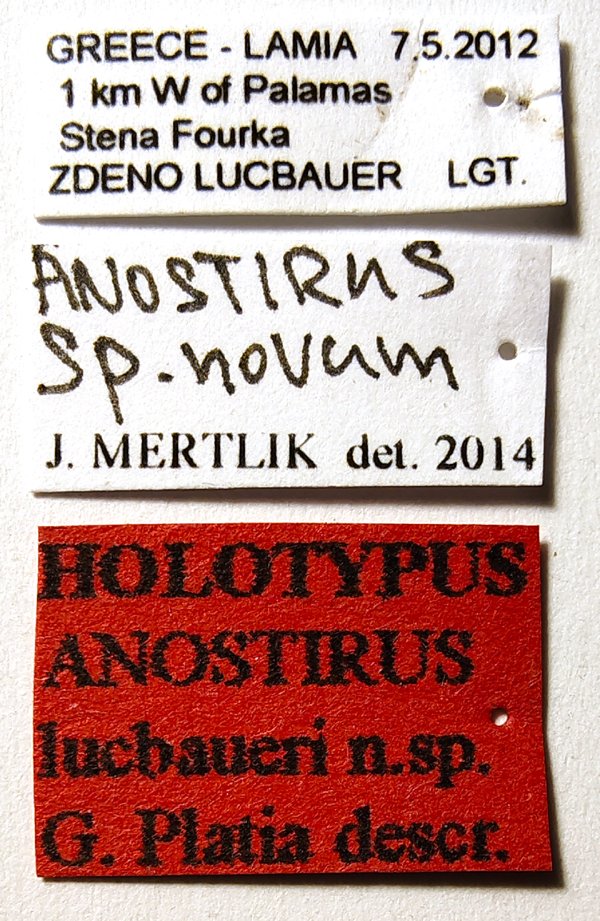 GREECE - LAMIA 7.5.2012
1 km W of Palamas
Stena Fourka
ZDENO LUCBAUER LGT.
ANOSTIRUS
Sp. novum
J. MERTLIK det. 2014
HOLOTYPUS
ANOSTIRUS
lucbaueri n.sp.
G. Platia descr.